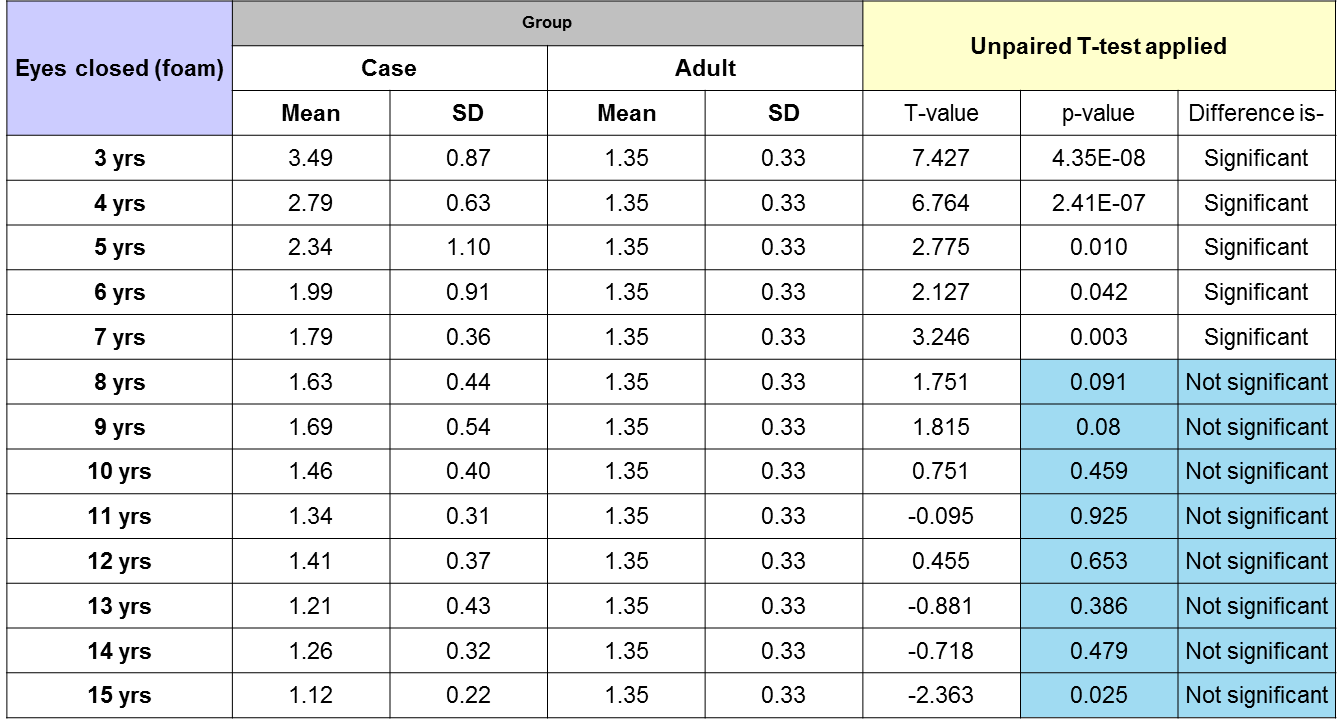 Eyes closed (foam) Group Unpaired T-test applied
Case Adult
Mean SD Mean SD T-value p-value Difference is-
3 yrs 3.49 0.87 1.35 0.33 7.427 4.35E-08 Significant
4 yrs 2.79 0.63 1.35 0.33 6.764 2.41E-07 Significant
5 yrs 2.34 1.10 1.35 0.33 2.775 0.010 Significant
6 yrs 1.99 0.91 1.35 0.33 2.127 0.042 Significant
7 yrs 1.79 0.36 1.35 0.33 3.246 0.003 Significant
8 yrs 1.63 0.44 1.35 0.33 1.751 0.091 Not significant
9 yrs 1.69 0.54 1.35 0.33 1.815 0.08 Not significant
10 yrs 1.46 0.40 1.35 0.33 0.751 0.459 Not significant
11 yrs 1.34 0.31 1.35 0.33 -0.095 0.925 Not significant
12 yrs 1.41 0.37 1.35 0.33 0.455 0.653 Not significant
13 yrs 1.21 0.43 1.35 0.33 -0.881 0.386 Not significant
14 yrs 1.26 0.32 1.35 0.33 -0.718 0.479 Not significant
15 yrs 1.12 0.22 1.35 0.33 -2.363 0.025 Not significant